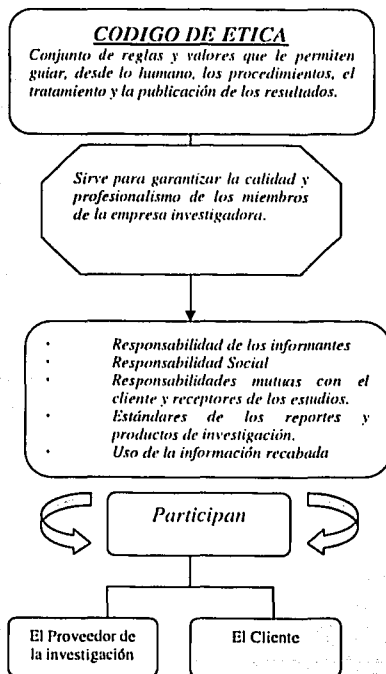 CODIGO DE ETICA
Conjunto de reglas y valores que le permiten
guiar, desde lo humano, los procedimientos, el
tratamiento y la publicación de los resultados.
Sirve para garantizar la calidad y
profesionalismo de los miembros
de la empresa investigadora.
· Responsabilidad de los informantes
· Responsabilidad Social
· Responsabilidades mutuas con el
cliente y receptores de los estudios.
· Estándares de los reportes y
productos de investigación.
· Uso de la información recabada
Participan
El Proveedor de
la investigación
El Cliente